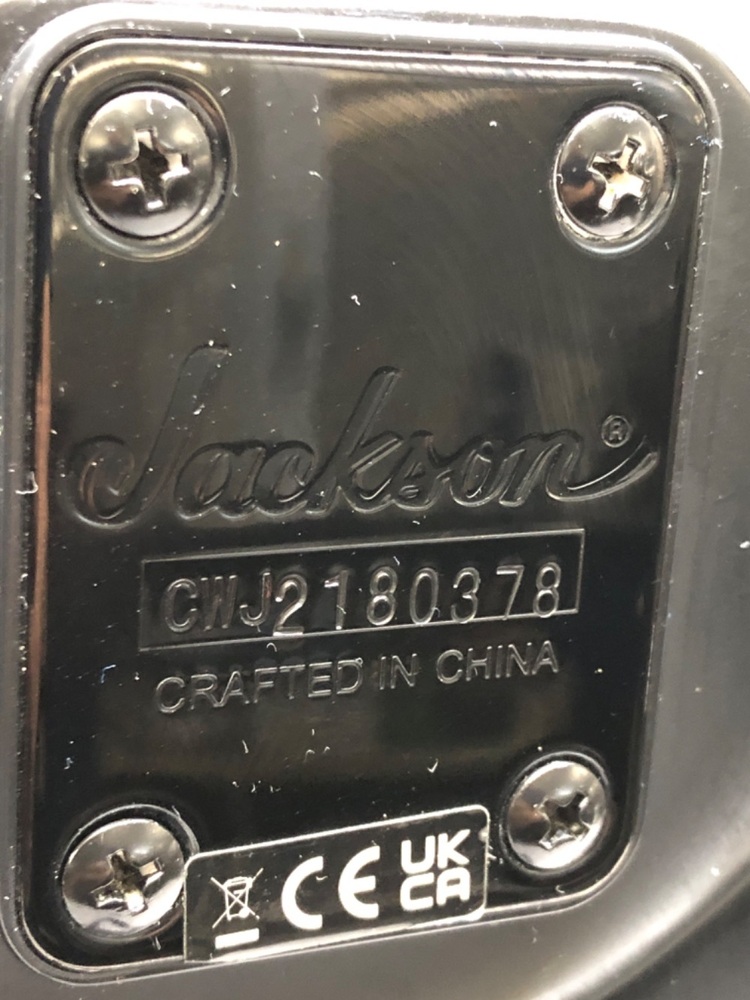 Jackson®
CWJ2180378
CRAFTED IN CHINA
CE UK
CA